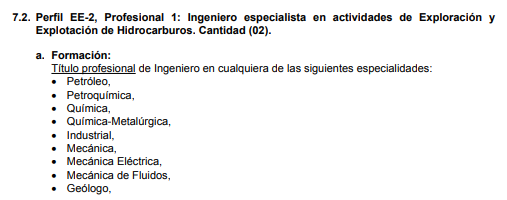 7.2. Perfil EE-2, Profesional 1: Ingeniero especialista en actividades de Exploración y
Explotación de Hidrocarburos. Cantidad (02).
a. Formación:
Título profesional de Ingeniero en cualquiera de las siguientes especialidades:
• Petróleo,
• Petroquímica,
• Química,
• Química-Metalúrgica,
• Industrial,
• Mecánica,
• Mecánica Eléctrica,
• Mecánica de Fluidos,
• Geólogo,